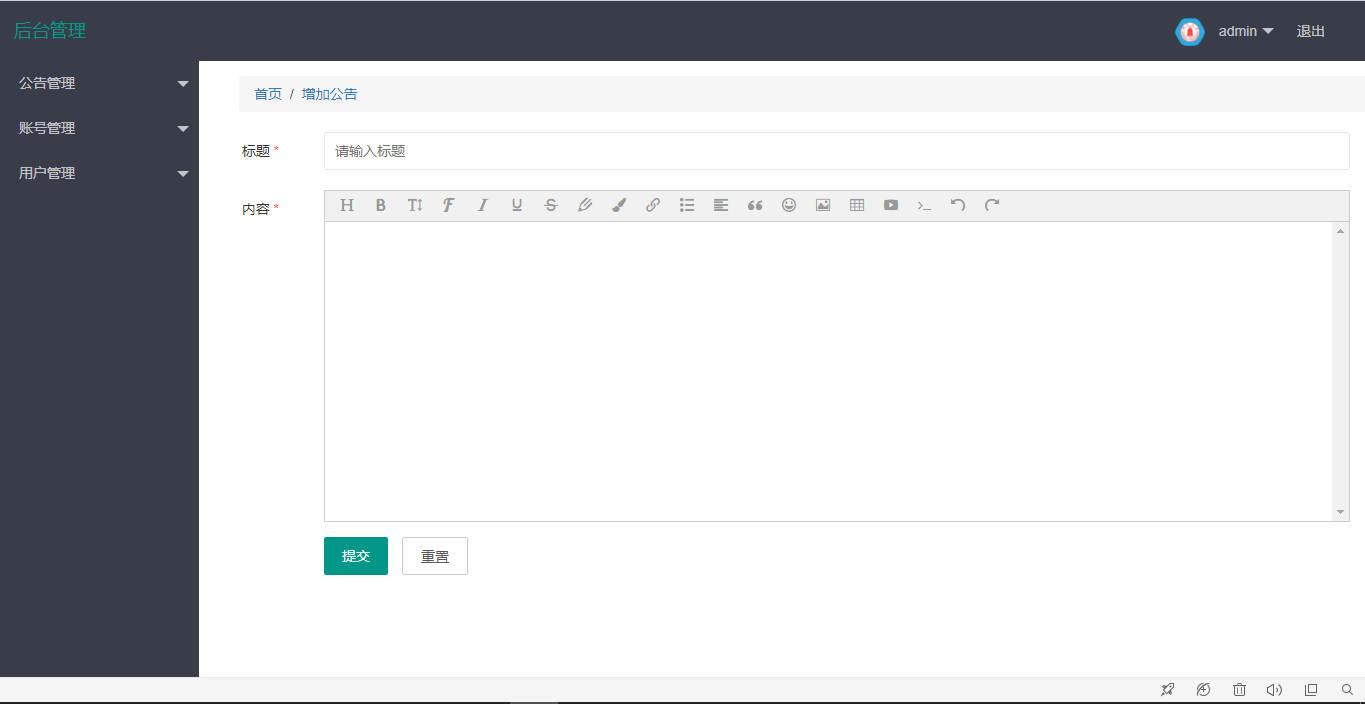 后台管理
admin 退出
公告管理
账号管理
用户管理
首页 / 增加公告
标题 *
请输入标题
内容 *
提交 重置